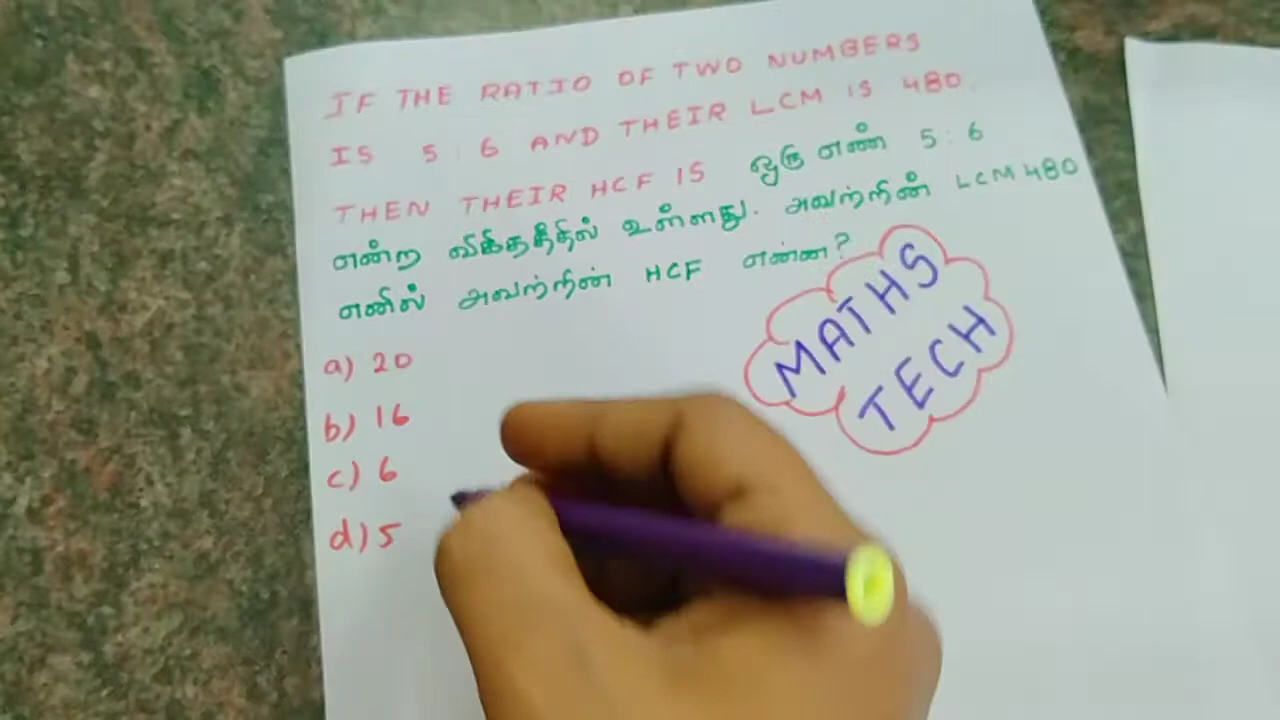 IF THE RATIO OF TWO NUMBERS
IS 5:6 AND THEIR LCM IS 480.
THEN THEIR HCF IS ஒரு எண் 5:6
என்ற விகிதத்தில் உள்ளது. அவற்றின் LCM 480
எனில் அவற்றின் HCF என்ன?
a) 20
b) 16
c) 6
d) 5
MATHS
TECH